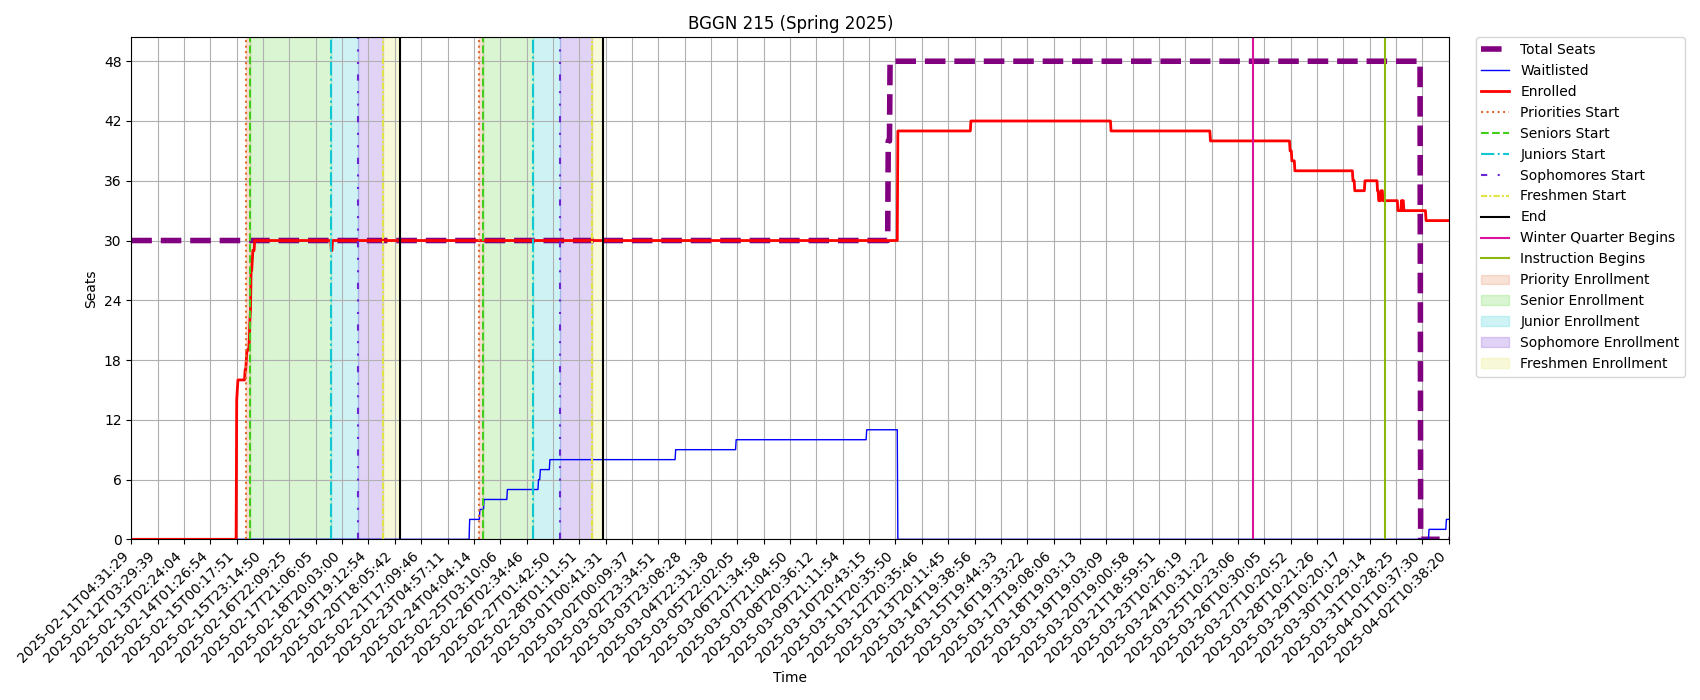 BGGN 215 (Spring 2025)
Seats
48
42
36
30
24
18
12
6
0
Total Seats
Waitlisted
Enrolled
Priorities Start
Seniors Start
Juniors Start
Sophomores Start
Freshmen Start
End
Winter Quarter Begins
Instruction Begins
Priority Enrollment
Senior Enrollment
Junior Enrollment
Sophomore Enrollment
Freshmen Enrollment
2025-02-11T04:31:29
2025-02-12T03:29:39
2025-02-13T02:24:04
2025-02-14T01:26:54
2025-02-15T00:17:51
2025-02-15T23:14:50
2025-02-16T22:09:25
2025-02-17T21:06:05
2025-02-18T20:03:00
2025-02-19T19:12:54
2025-02-20T18:05:42
2025-02-21T17:09:46
2025-02-23T04:57:11
2025-02-24T04:04:14
2025-02-25T03:10:06
2025-02-26T02:34:46
2025-02-27T01:42:50
2025-02-28T01:11:51
2025-03-01T00:41:31
2025-03-02T00:09:37
2025-03-02T23:34:51
2025-03-03T23:08:28
2025-03-04T22:31:38
2025-03-05T22:02:05
2025-03-06T21:34:58
2025-03-07T21:04:50
2025-03-08T20:36:12
2025-03-09T21:11:54
2025-03-10T20:43:15
2025-03-11T20:35:50
2025-03-12T20:35:46
2025-03-13T20:11:45
2025-03-14T19:38:56
2025-03-15T19:44:33
2025-03-16T19:33:22
2025-03-17T19:08:06
2025-03-18T19:03:13
2025-03-19T19:03:09
2025-03-20T19:00:58
2025-03-21T18:59:51
2025-03-23T10:26:19
2025-03-24T10:31:22
2025-03-25T10:23:06
2025-03-26T10:30:05
2025-03-27T10:20:52
2025-03-28T10:21:26
2025-03-29T10:20:17
2025-03-30T10:29:14
2025-03-31T10:28:25
2025-04-01T10:37:30
2025-04-02T10:38:20
Time